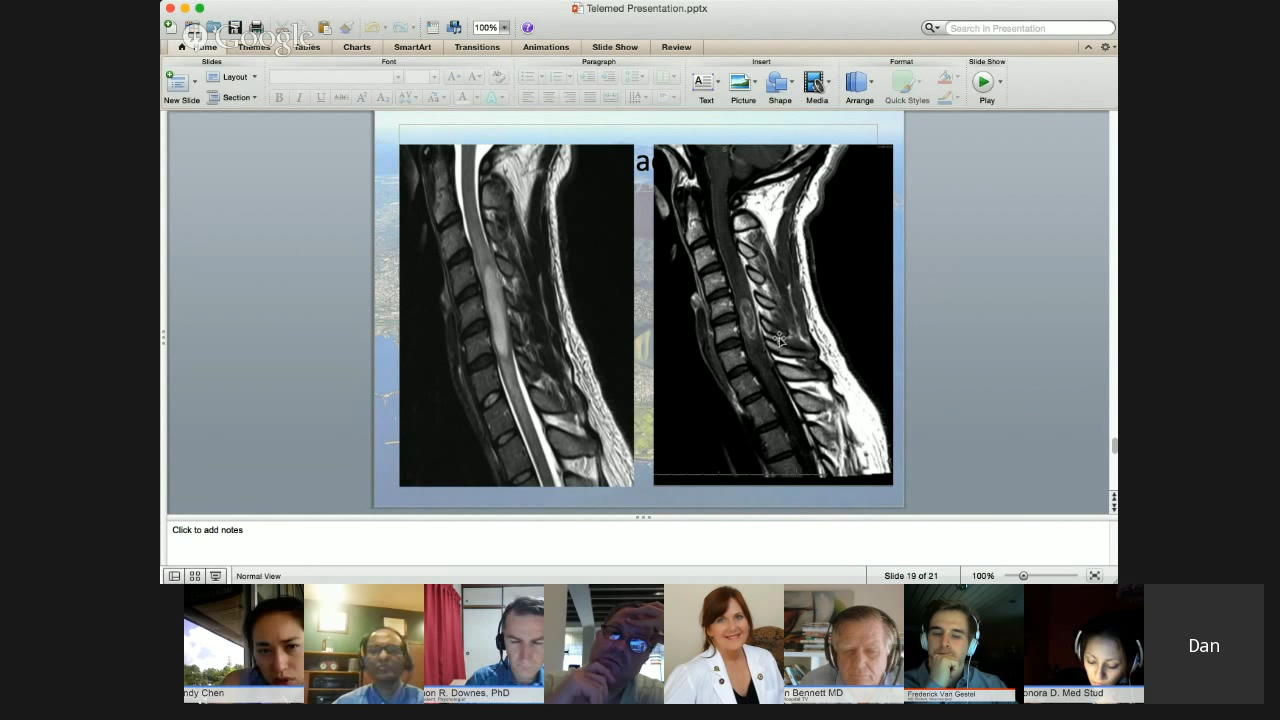 Telemed Presentation.pptx
100%
Search in Presentation
Google
Home Themes Tables Charts SmartArt Transitions Animations Slide Show Review
Slides Font Paragraph Insert Format Slide Show
Layout
Section
New Slide
B I U ABC A² A₂
Text Picture Shape Media Arrange Quick Styles Play
Click to add notes
Normal View Slide 19 of 21 100%
ndy Chen
on R. Downes, PhD
n Bennett MD
Frederick Van Gestel
onora D. Med Stud
Dan